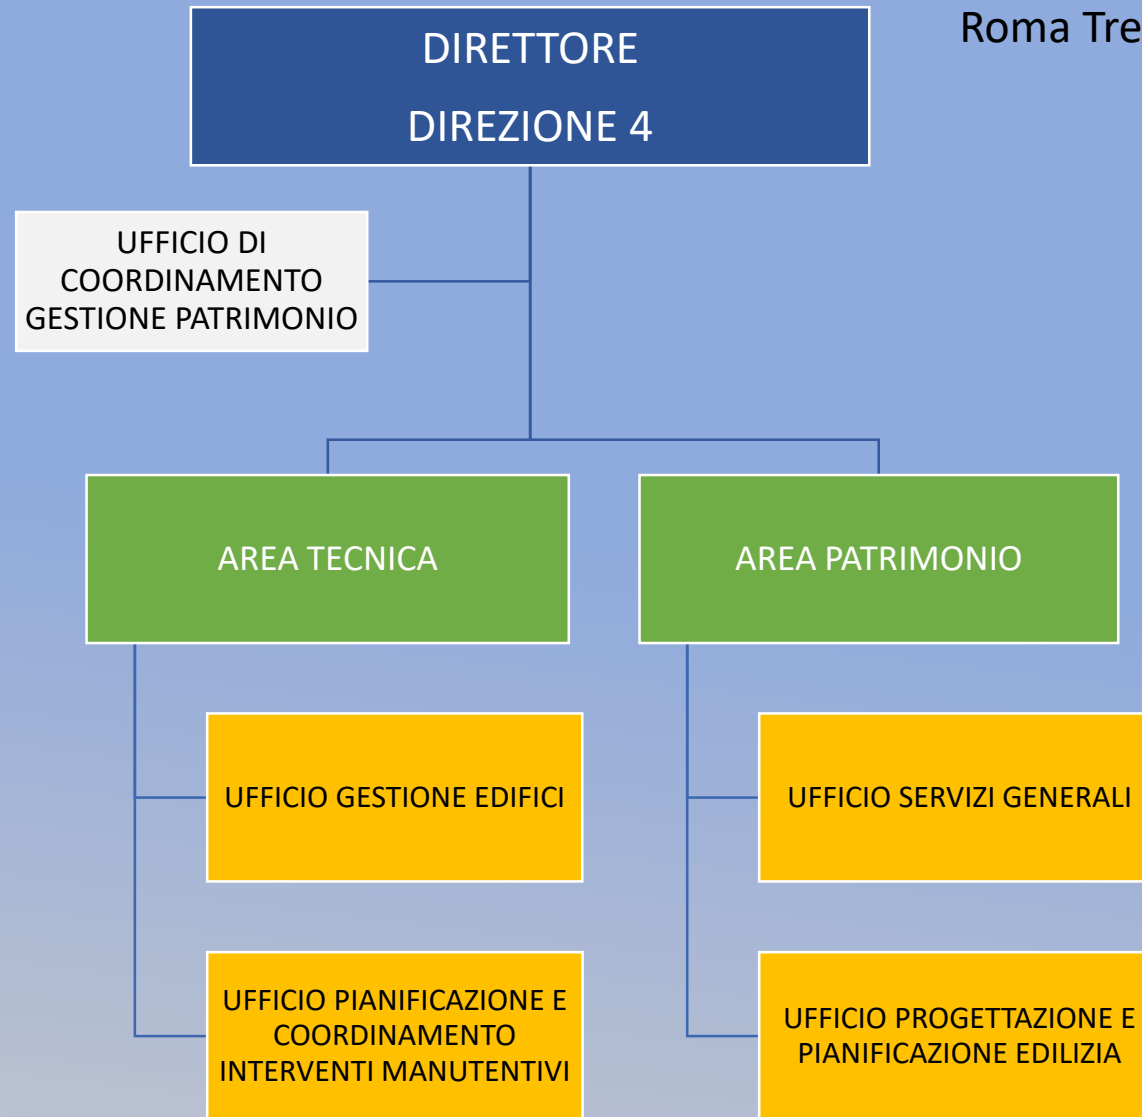 Roma Tre
DIRETTORE
DIREZIONE 4
UFFICIO DI
COORDINAMENTO
GESTIONE PATRIMONIO
AREA TECNICA
AREA PATRIMONIO
UFFICIO GESTIONE EDIFICI
UFFICIO SERVIZI GENERALI
UFFICIO PIANIFICAZIONE E
COORDINAMENTO
INTERVENTI MANUTENTIVI
UFFICIO PROGETTAZIONE E
PIANIFICAZIONE EDILIZIA